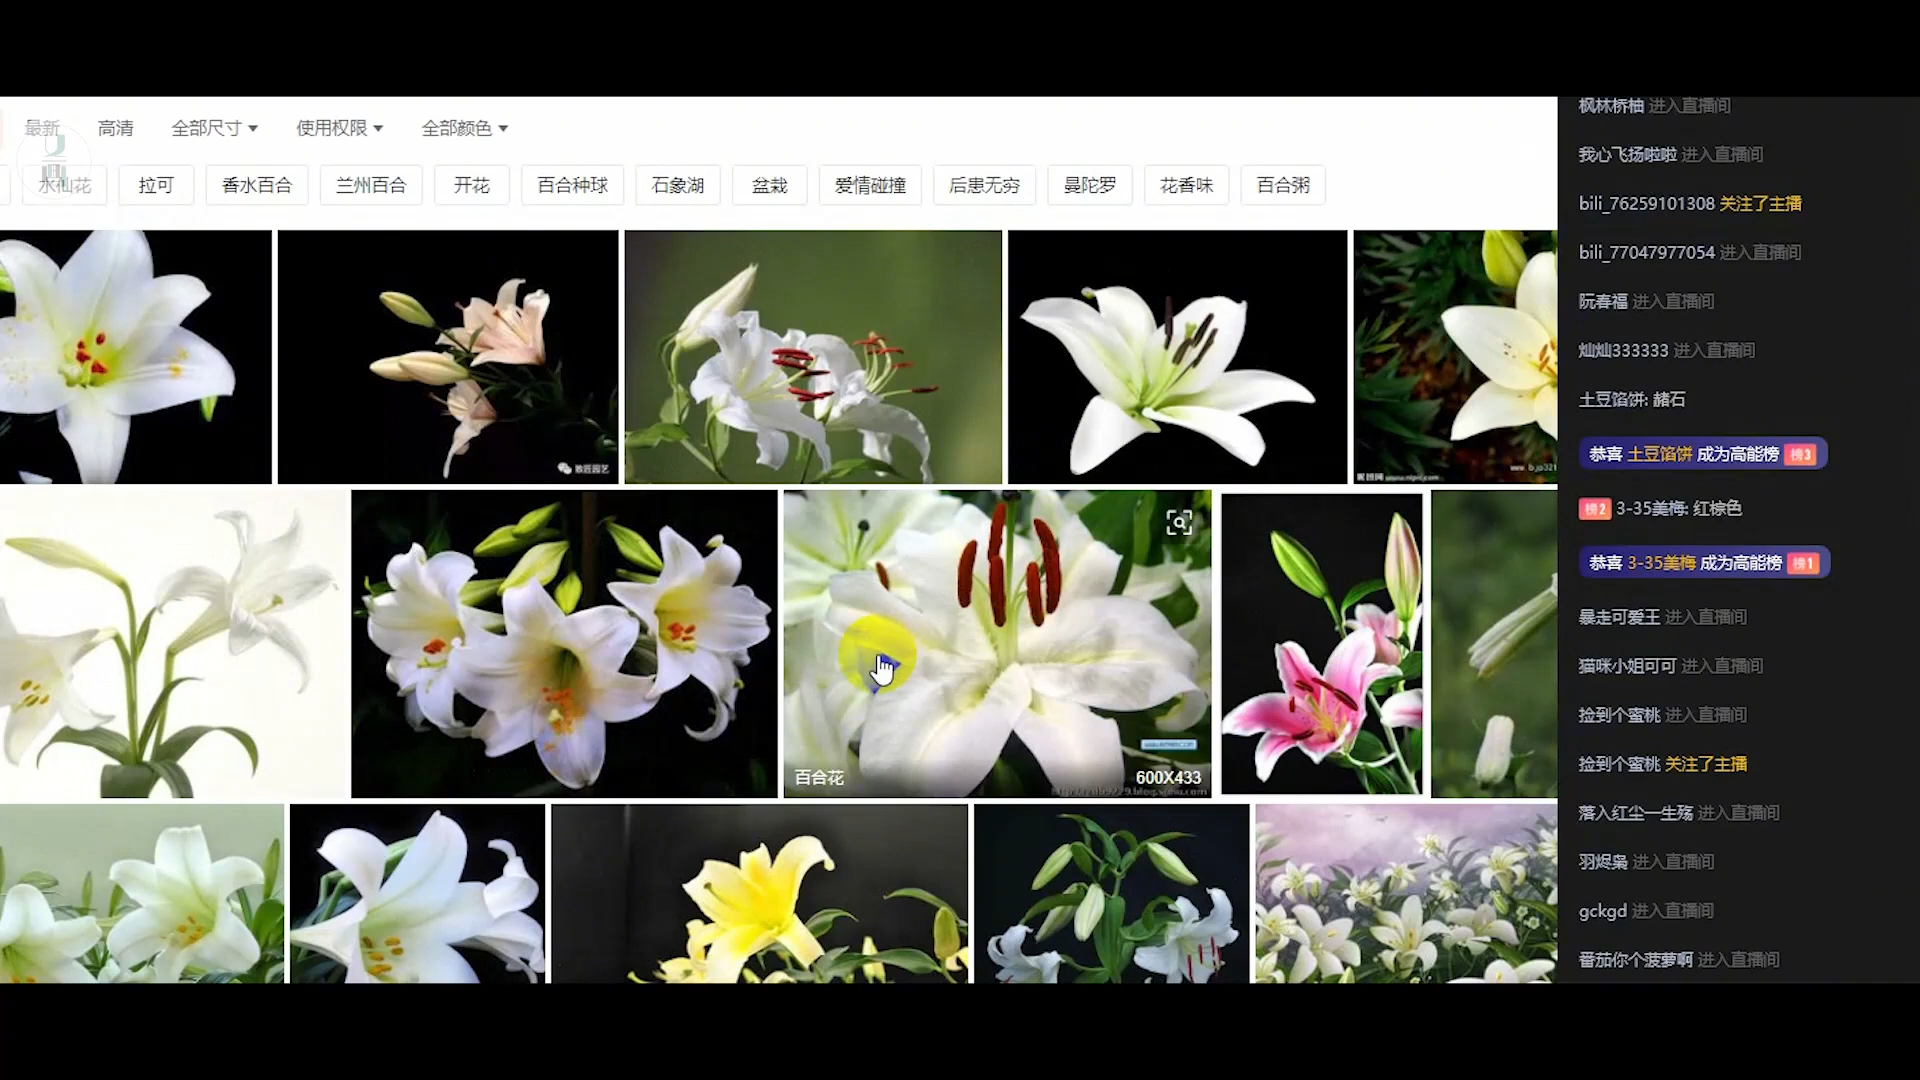 最新 高清 全部尺寸 使用权限 全部颜色
水仙花 拉可 香水百合 兰州百合 开花 百合种球 石象湖 盆栽 爱情碰撞 后患无穷 曼陀罗 花香味 百合粥
百合花 600X433
枫林桥柚 进入直播间
我心飞扬啦啦 进入直播间
bili_76259101308 关注了主播
bili_77047977054 进入直播间
阮春福 进入直播间
灿灿333333 进入直播间
土豆馅饼: 赭石
恭喜 土豆馅饼 成为高能榜 榜3
榜2 3-35美梅: 红棕色
恭喜 3-35美梅 成为高能榜 榜1
暴走可爱王 进入直播间
猫咪小姐可可 进入直播间
捡到个蜜桃 进入直播间
捡到个蜜桃 关注了主播
落入红尘一生殇 进入直播间
羽烬枭 进入直播间
gckgd 进入直播间
番茄你个菠萝啊 进入直播间